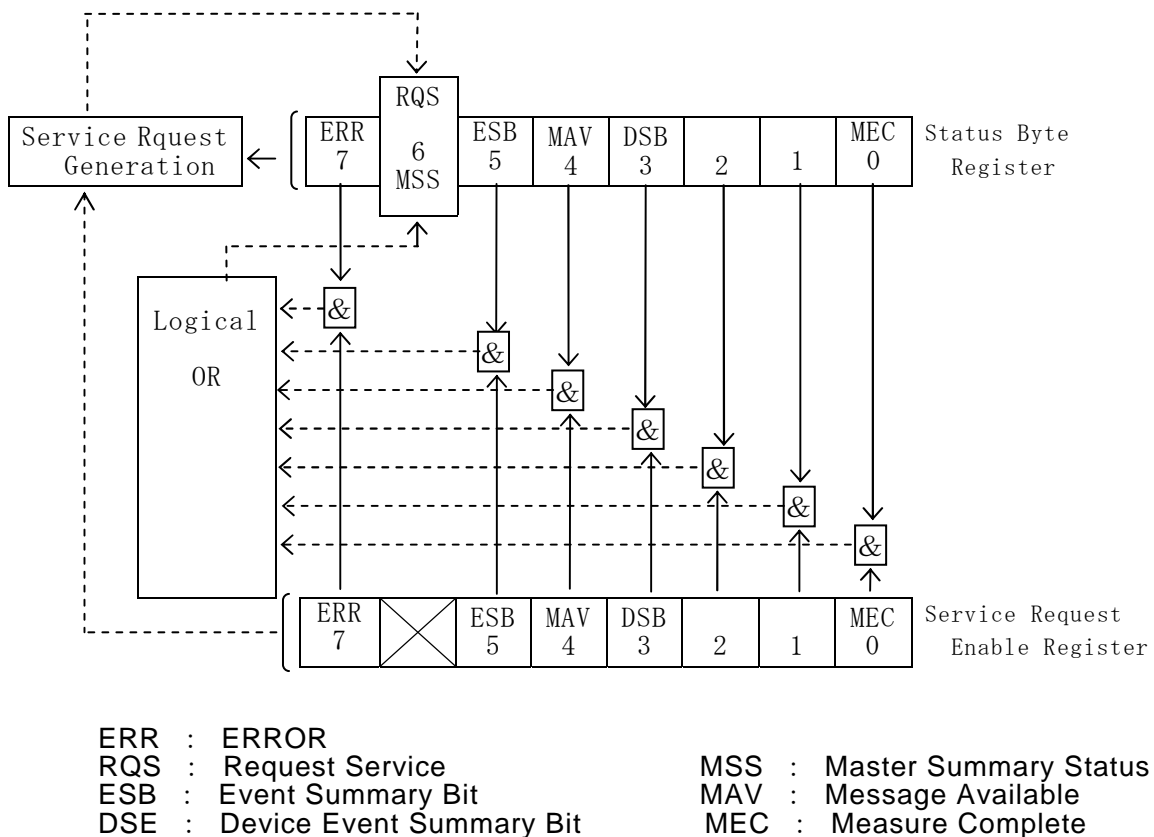 RQS
6
MSS
Service Rquest
Generation
ERR ESB MAV DSB MEC
7 5 4 3 2 1 0
Status Byte
Register
Logical
OR
&
&
&
&
&
&
&
ERR ESB MAV DSB MEC
7 5 4 3 2 1 0
Service Request
Enable Register
ERR : ERROR
RQS : Request Service MSS : Master Summary Status
ESB : Event Summary Bit MAV : Message Available
DSE : Device Event Summary Bit MEC : Measure Complete